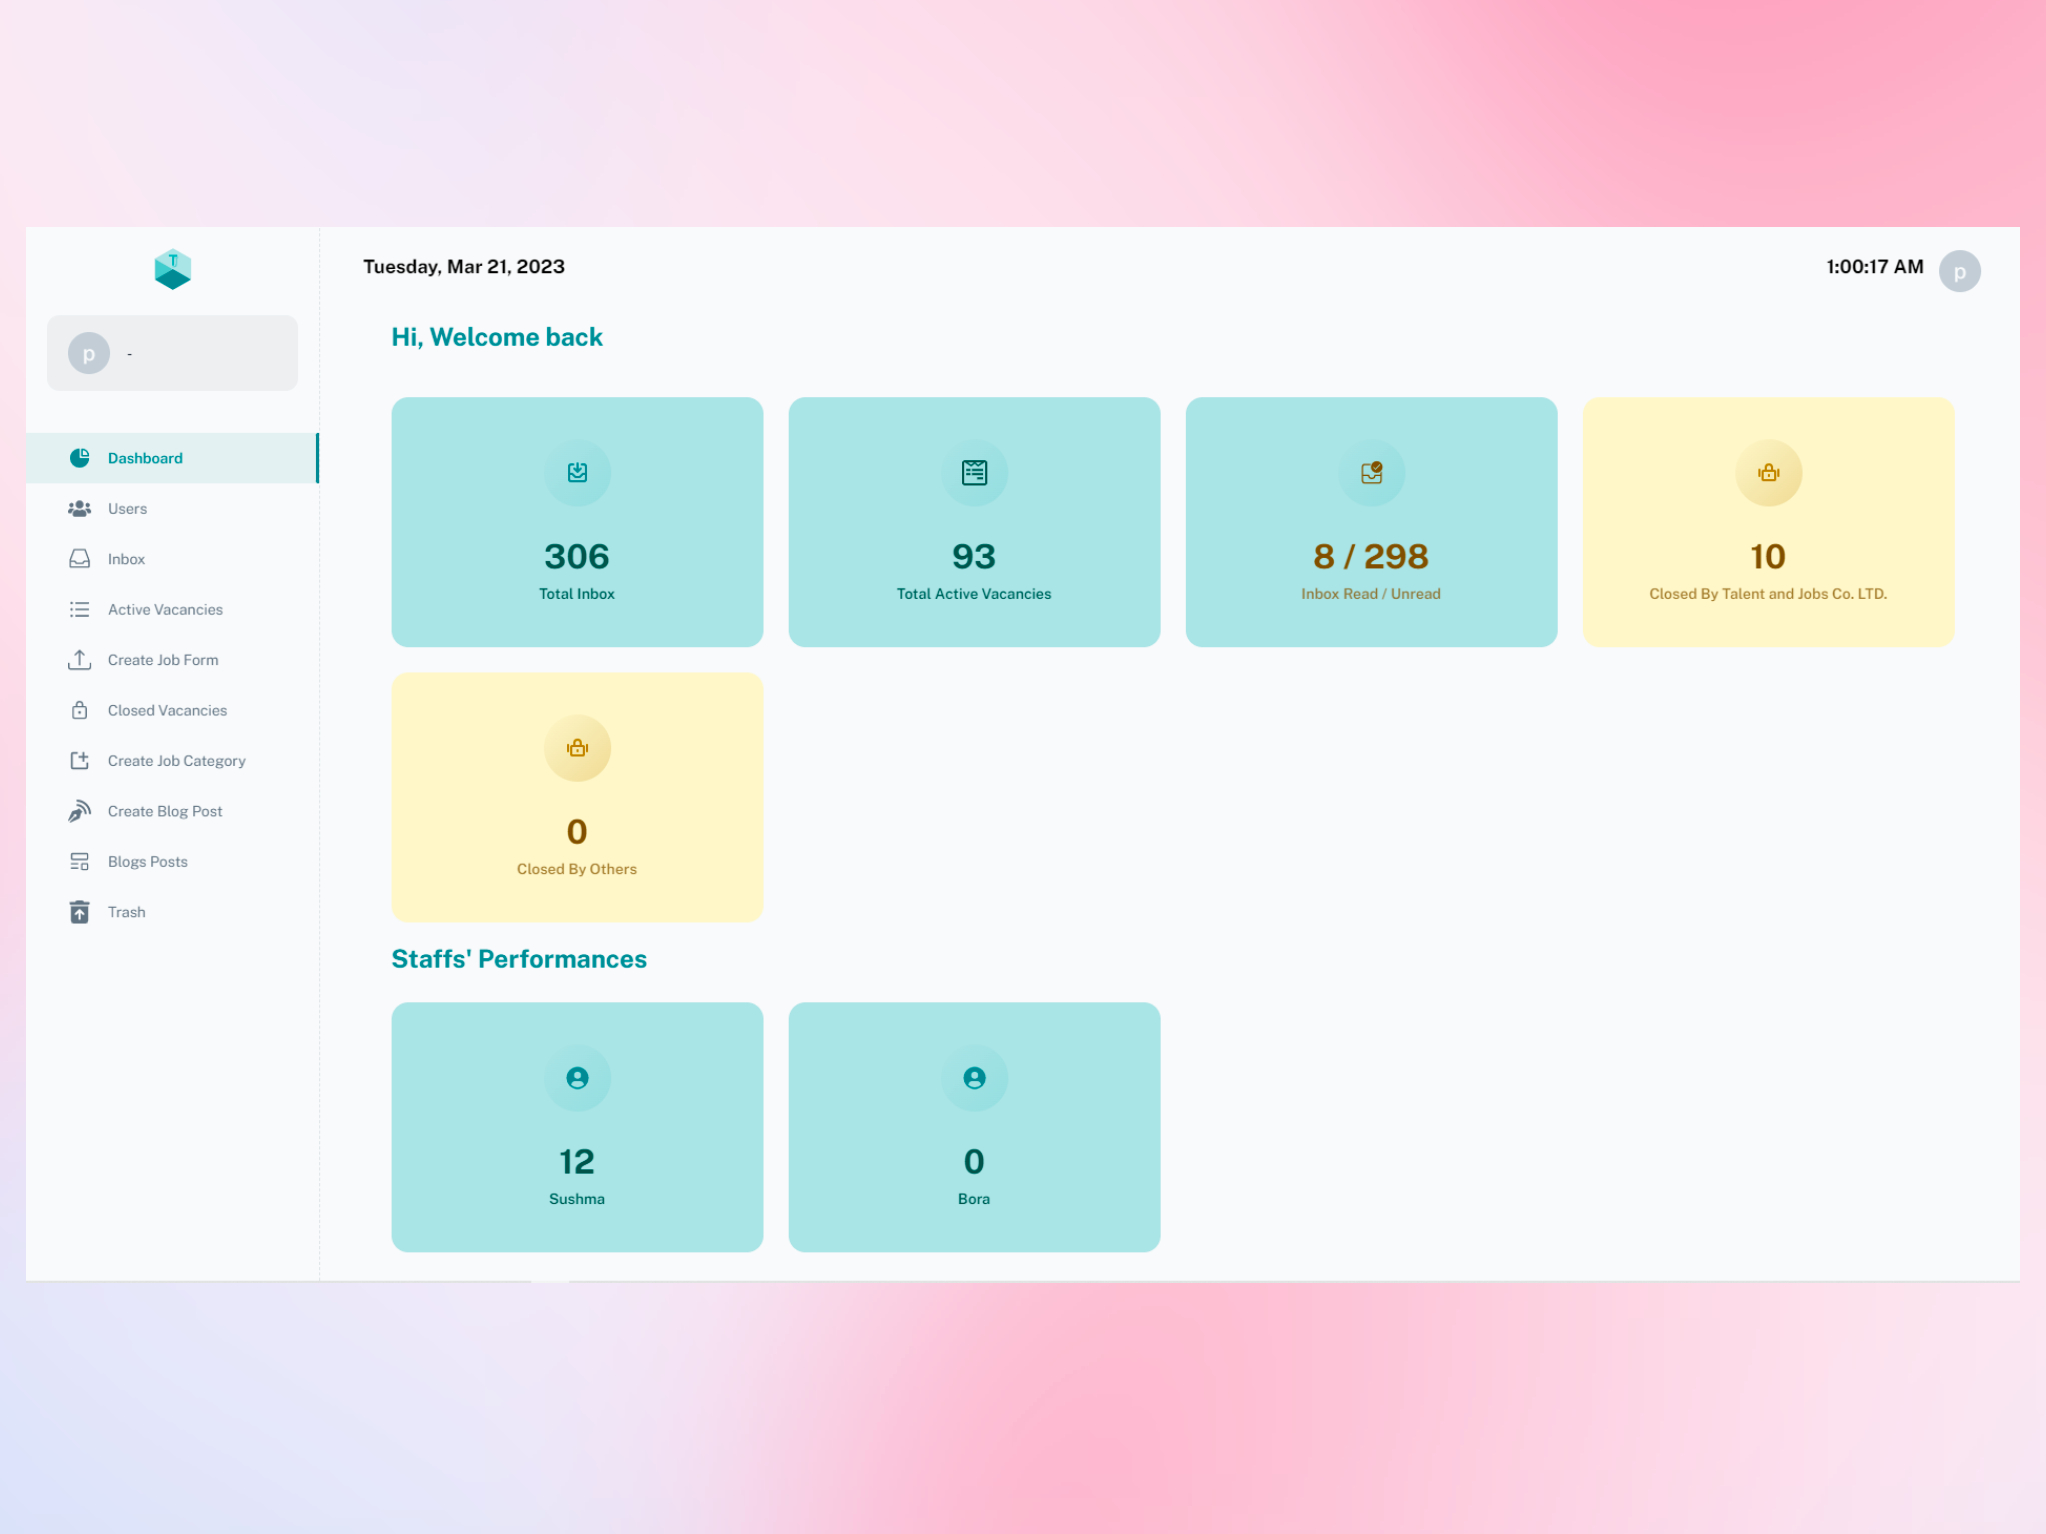 T
p
-
Dashboard
Users
Inbox
Active Vacancies
Create Job Form
Closed Vacancies
Create Job Category
Create Blog Post
Blogs Posts
Trash
Tuesday, Mar 21, 2023
1:00:17 AM
p
Hi, Welcome back
306
Total Inbox
93
Total Active Vacancies
8 / 298
Inbox Read / Unread
10
Closed By Talent and Jobs Co. LTD.
0
Closed By Others
Staffs' Performances
12
Sushma
0
Bora